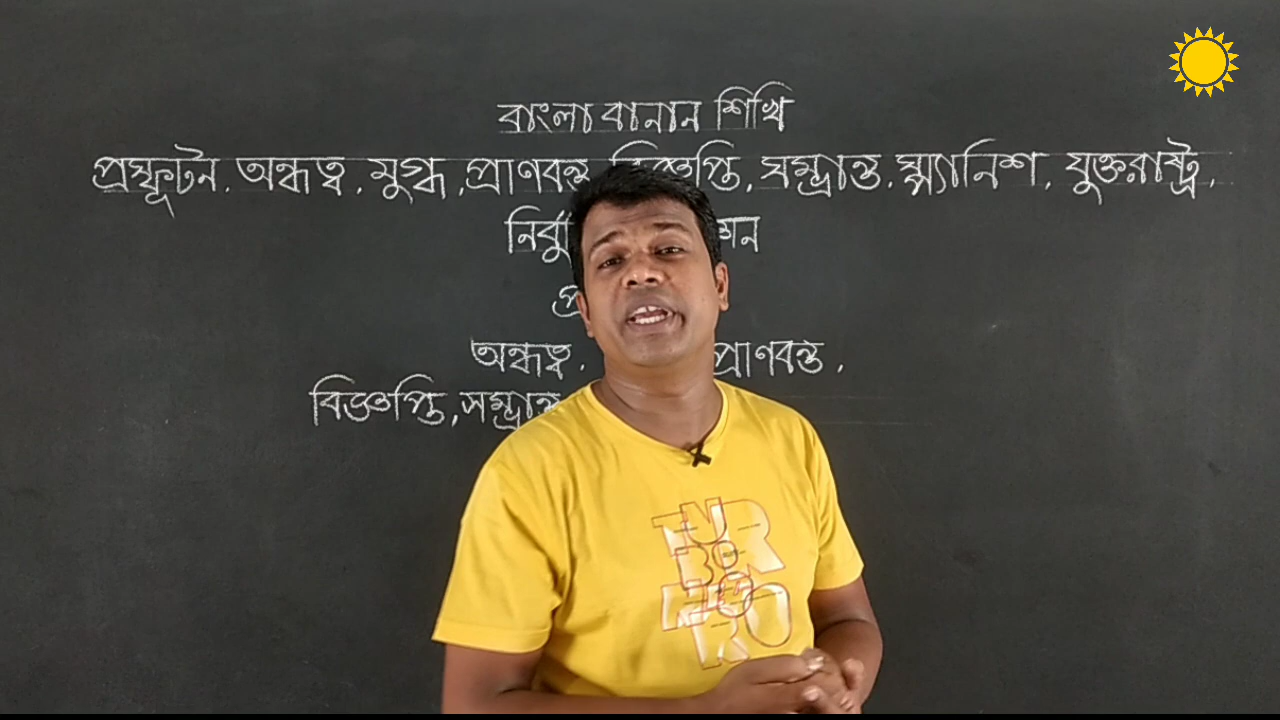 বাংলা বানান শিখি
প্রস্ফূটন, অন্ধত্ব, মুগ্ধ, প্রাণবন্ত, বিজ্ঞপ্তি, সম্ভ্রান্ত, স্প্যানিশ, যুক্তরাষ্ট্র,
অন্ধত্ব, প্রাণবন্ত,
বিজ্ঞপ্তি, সম্ভ্রান্ত